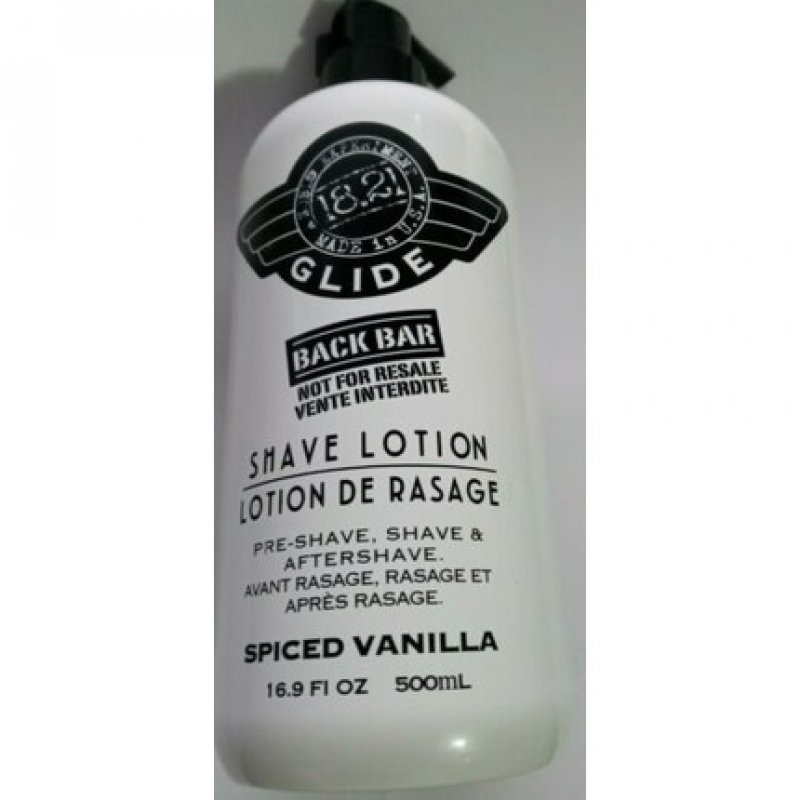 18.21
MADE in U.S.A.
GLIDE
BACK BAR
NOT FOR RESALE
VENTE INTERDITE
SHAVE LOTION
LOTION DE RASAGE
PRE-SHAVE, SHAVE &
AFTERSHAVE.
AVANT RASAGE, RASAGE ET
APRÈS RASAGE.
SPICED VANILLA
16.9 Fl OZ 500mL